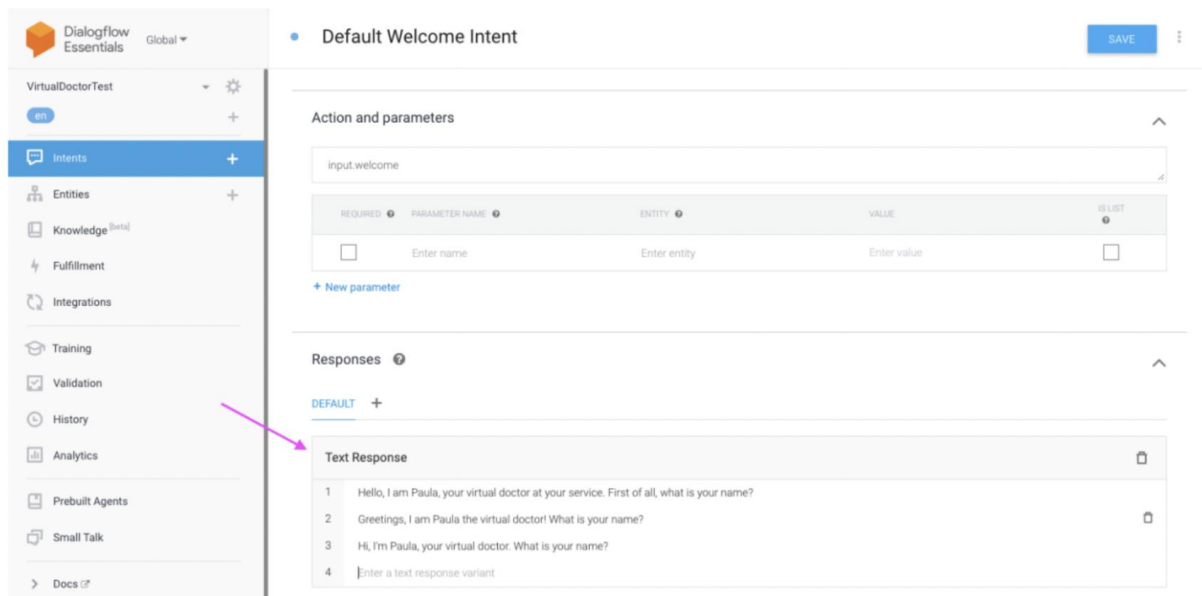 Dialogflow
Essentials
Global
Default Welcome Intent
SAVE
VirtualDoctorTest
en
Intents
Entities
Knowledge [beta]
Fulfillment
Integrations
Training
Validation
History
Analytics
Prebuilt Agents
Small Talk
Docs
Action and parameters
input.welcome
REQUIRED PARAMETER NAME ENTITY VALUE IS LIST
Enter name Enter entity Enter value
+ New parameter
Responses
DEFAULT +
Text Response
1 Hello, I am Paula, your virtual doctor at your service. First of all, what is your name?
2 Greetings, I am Paula the virtual doctor! What is your name?
3 Hi, I'm Paula, your virtual doctor. What is your name?
4 Enter a text response variant